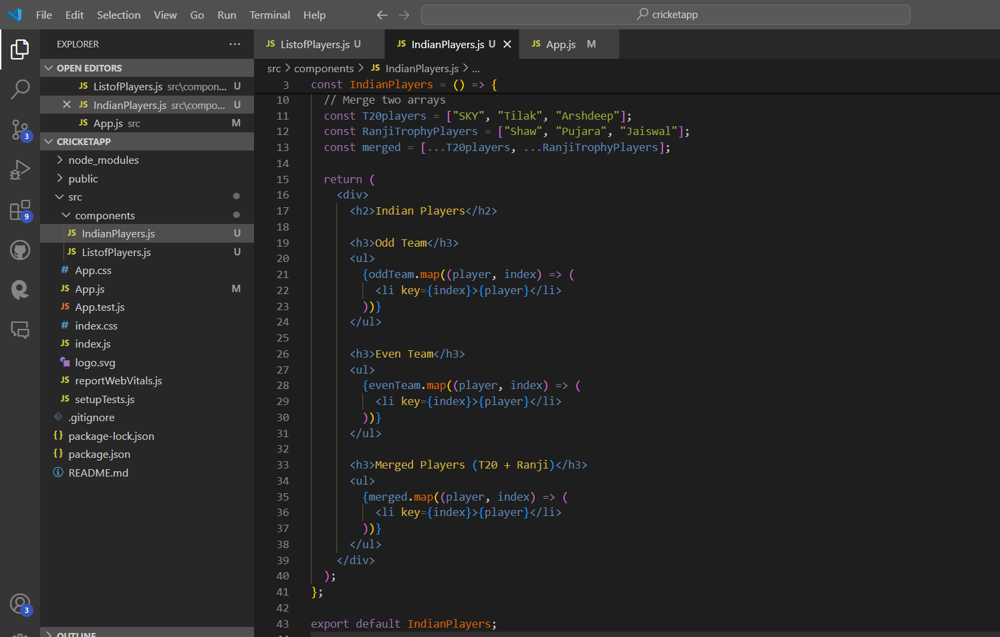 File Edit Selection View Go Run Terminal Help
cricketapp
EXPLORER
OPEN EDITORS
JS ListofPlayers.js src\compon... U
JS IndianPlayers.js src\compo... U
JS App.js src M
CRICKETAPP
node_modules
public
src
components
JS IndianPlayers.js U
JS ListofPlayers.js U
# App.css
JS App.js M
JS App.test.js
# index.css
JS index.js
logo.svg
JS reportWebVitals.js
JS setupTests.js
.gitignore
{} package-lock.json
{} package.json
README.md
OUTLINE
3
9
3
JS ListofPlayers.js U JS IndianPlayers.js U JS App.js M
src > components > JS IndianPlayers.js > ...
3 const IndianPlayers = () => {
10 // Merge two arrays
11 const T20players = ["SKY", "Tilak", "Arshdeep"];
12 const RanjiTrophyPlayers = ["Shaw", "Pujara", "Jaiswal"];
13 const merged = [...T20players, ...RanjiTrophyPlayers];
14
15 return (
16 <div>
17 <h2>Indian Players</h2>
18
19 <h3>Odd Team</h3>
20 <ul>
21 {oddTeam.map((player, index) => (
22 <li key={index}>{player}</li>
23 ))}
24 </ul>
25
26 <h3>Even Team</h3>
27 <ul>
28 {evenTeam.map((player, index) => (
29 <li key={index}>{player}</li>
30 ))}
31 </ul>
32
33 <h3>Merged Players (T20 + Ranji)</h3>
34 <ul>
35 {merged.map((player, index) => (
36 <li key={index}>{player}</li>
37 ))}
38 </ul>
39 </div>
40 );
41 };
42
43 export default IndianPlayers;